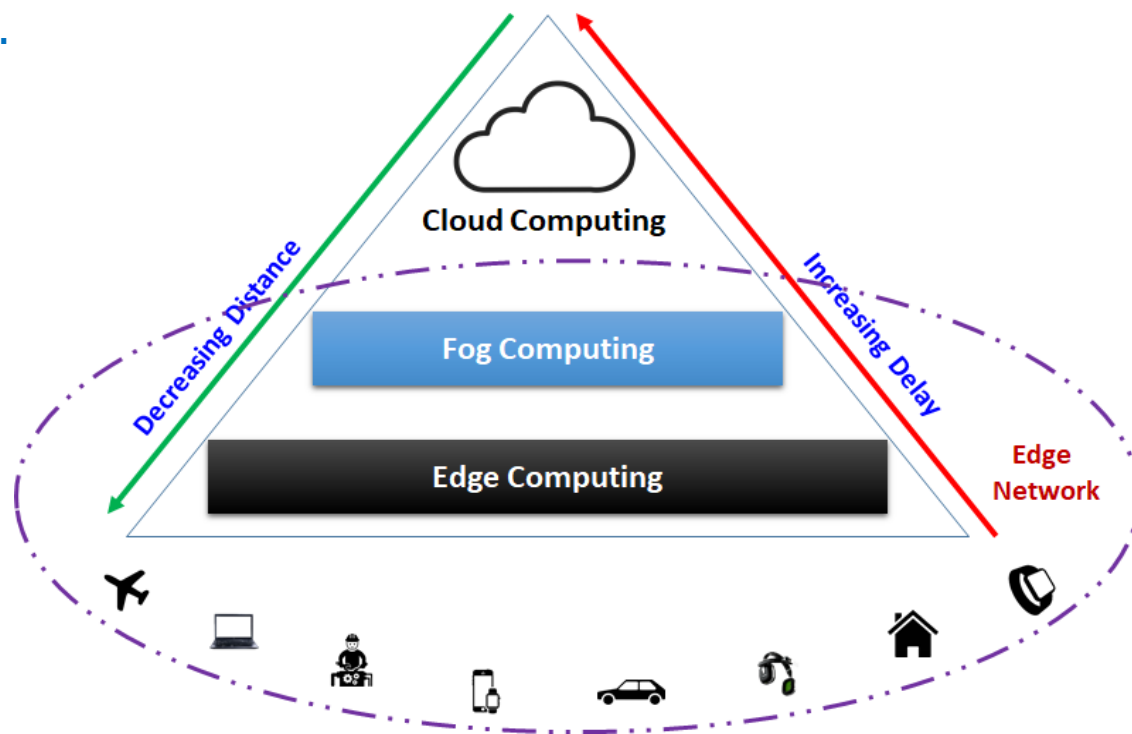 .
Cloud Computing
Decreasing Distance
Increasing Delay
Fog Computing
Edge Computing
Edge
Network